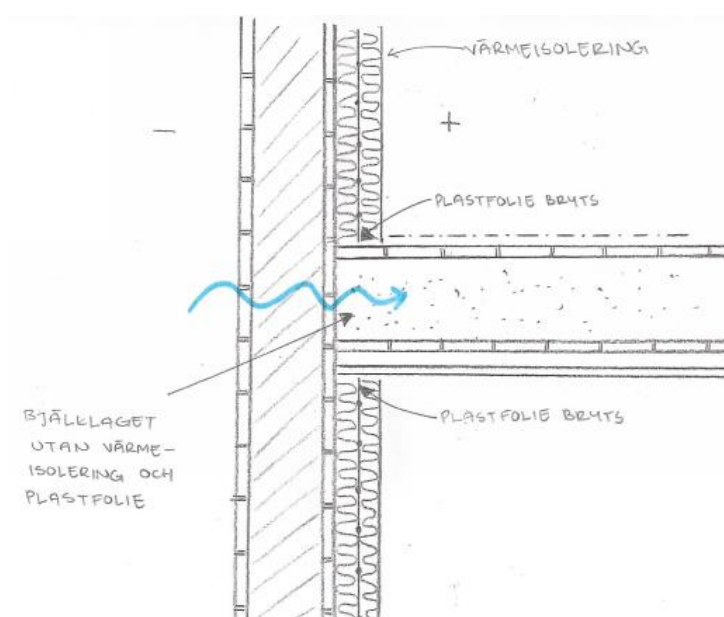 VÄRMEISOLERING
—
+
PLASTFOLIE BRYTS
PLASTFOLIE BRYTS
BJÄLKLAGET
UTAN VÄRME-
ISOLERING OCH
PLASTFOLIE